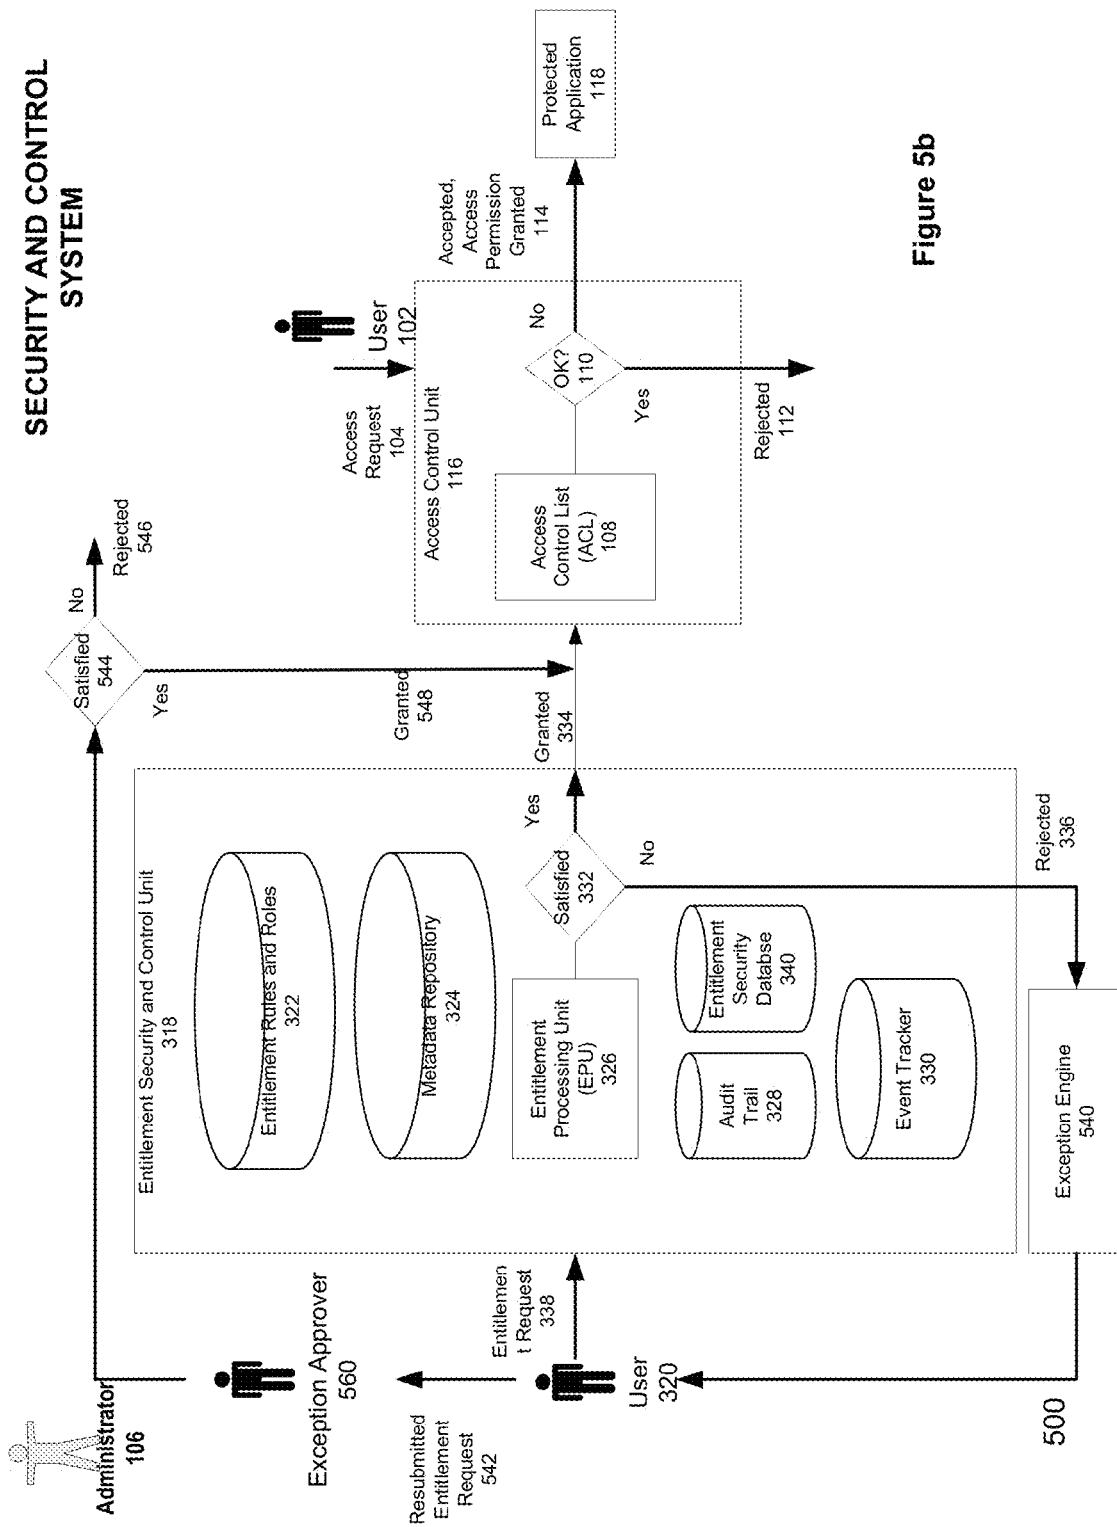 SECURITY AND CONTROL
SYSTEM
Administrator
106
Exception Approver
560
Resubmitted
Entitlement
Request
542
User
320
Entitlemen
t Request
338
Entitlement Security and Control Unit
318
Entitlement Rules and Roles
322
Metadata Repository
324
Entitlement
Processing Unit
(EPU)
326
Audit
Trail
328
Entitlement
Security
Databse
340
Event Tracker
330
Satisfied
332
Yes
No
Granted
334
Rejected
336
Exception Engine
540
500
Satisfied
544
No
Rejected
546
Yes
Granted
548
Access
Request
104
User
102
Access Control Unit
116
Access
Control List
(ACL)
108
OK?
110
No
Yes
Rejected
112
Accepted,
Access
Permission
Granted
114
Protected
Application
118
Figure 5b